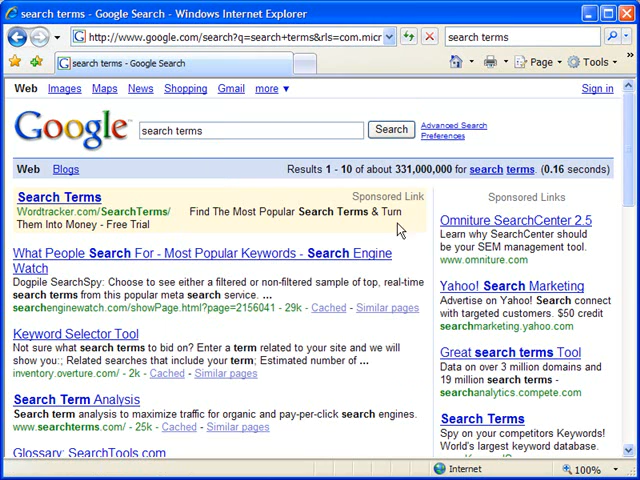 search terms - Google Search - Windows Internet Explorer
http://www.google.com/search?q=search+terms&rls=com.micr
search terms
search terms - Google Search
Page
Tools
Web Images Maps News Shopping Gmail more ▼
Sign in
Google
search terms
Search
Advanced Search
Preferences
Web Blogs
Results 1 - 10 of about 331,000,000 for search terms. (0.16 seconds)
Search Terms
Sponsored Link
Wordtracker.com/SearchTerms/ Find The Most Popular Search Terms & Turn
Them Into Money - Free Trial
What People Search For - Most Popular Keywords - Search Engine
Watch
Dogpile SearchSpy: Choose to see either a filtered or non-filtered sample of top, real-time
search terms from this popular meta search service. ...
searchenginewatch.com/showPage.html?page=2156041 - 29k - Cached - Similar pages
Keyword Selector Tool
Not sure what search terms to bid on? Enter a term related to your site and we will
show you:; Related searches that include your term; Estimated number of ...
inventory.overture.com/ - 2k - Cached - Similar pages
Search Term Analysis
Search term analysis to maximize traffic for organic and pay-per-click search engines.
www.searchterms.com/ - 25k - Cached - Similar pages
Glossary: SearchTools.com
Sponsored Links
Omniture SearchCenter 2.5
Learn why SearchCenter should
be your SEM management tool.
www.omniture.com
Yahoo! Search Marketing
Advertise on Yahoo! Search connect
with targeted customers. $50 credit
searchmarketing.yahoo.com
Great search terms Tool
Data on over 3 million domains and
19 million search terms -
searchanalytics.compete.com
Search Terms
Spy on your competitors Keywords!
World's largest keyword database.
Internet
100%